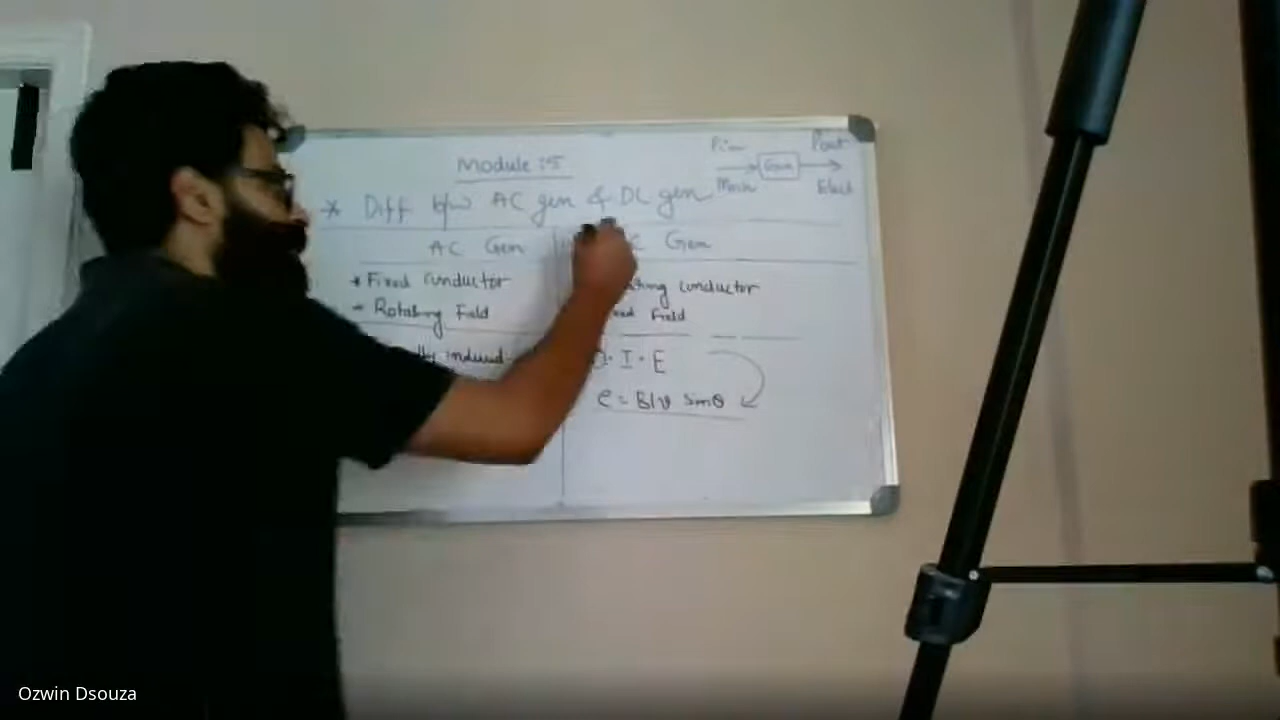 Module :5
Pin Gen Pout
Mech Elect
* Diff b/w AC gen & DC gen
AC Gen C Gen
* Fixed conductor
- Rotating Field
conductor
Field
D. I. E
e = Blv sinθ
Ozwin Dsouza